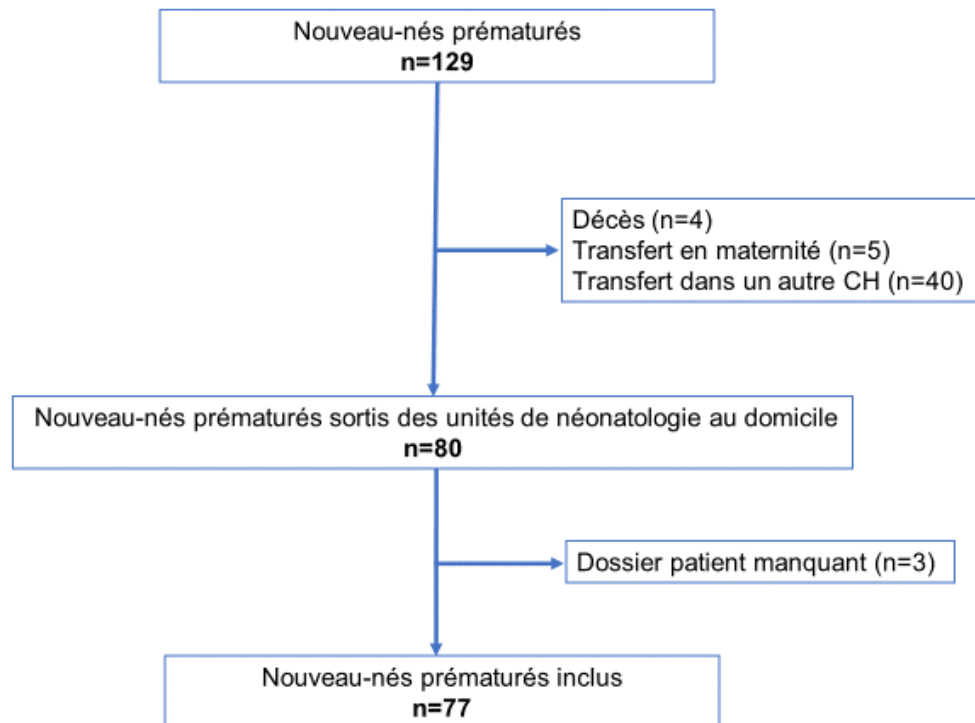 Nouveau-nés prématurés
n=129
Décès (n=4)
Transfert en maternité (n=5)
Transfert dans un autre CH (n=40)
Nouveau-nés prématurés sortis des unités de néonatologie au domicile
n=80
Dossier patient manquant (n=3)
Nouveau-nés prématurés inclus
n=77